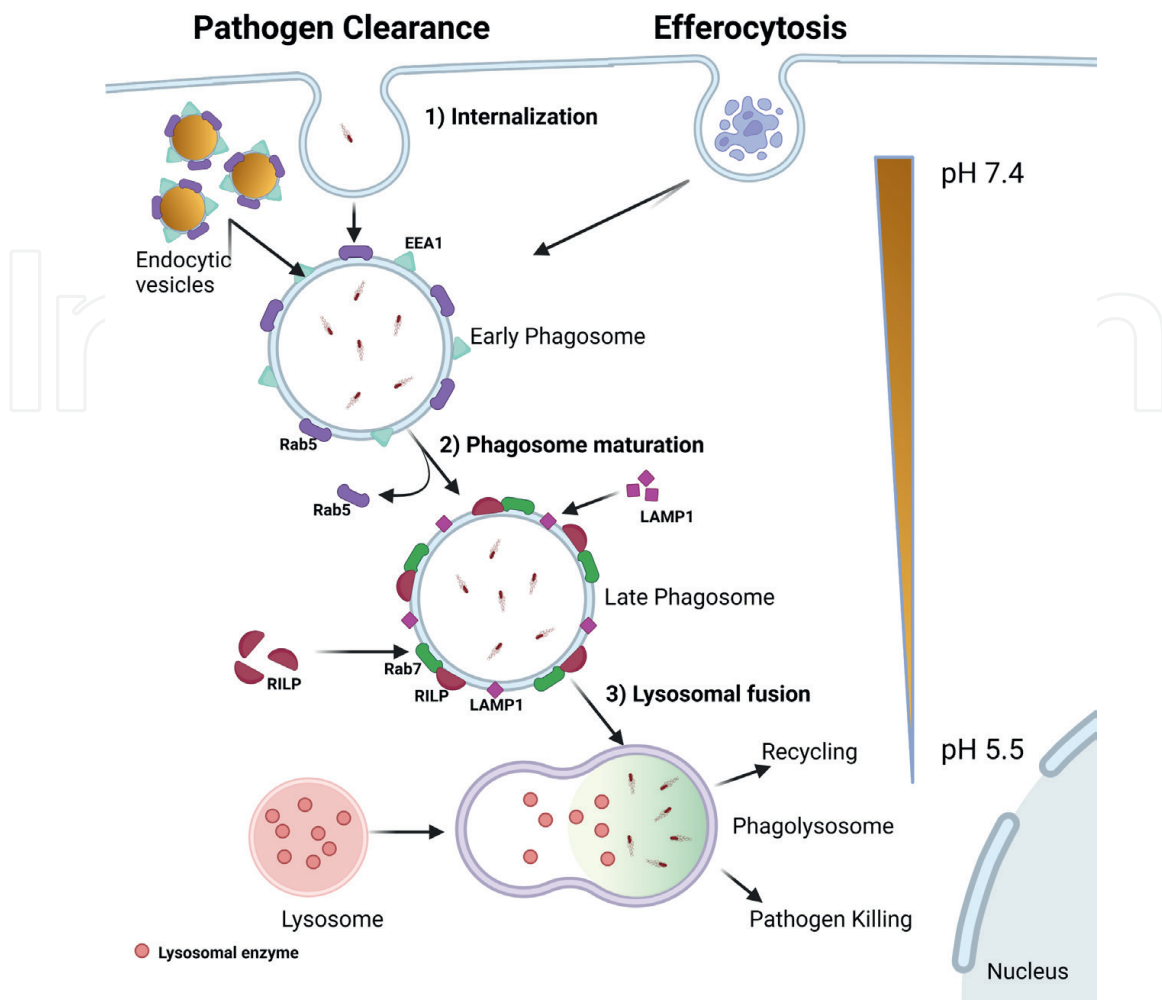 Pathogen Clearance
Efferocytosis
1) Internalization
pH 7.4
EEA1
Endocytic
vesicles
Early Phagosome
Rab5
2) Phagosome maturation
Rab5
LAMP1
Late Phagosome
Rab7
RILP
RILP
LAMP1
3) Lysosomal fusion
pH 5.5
Recycling
Phagolysosome
Lysosome
Pathogen Killing
Lysosomal enzyme
Nucleus